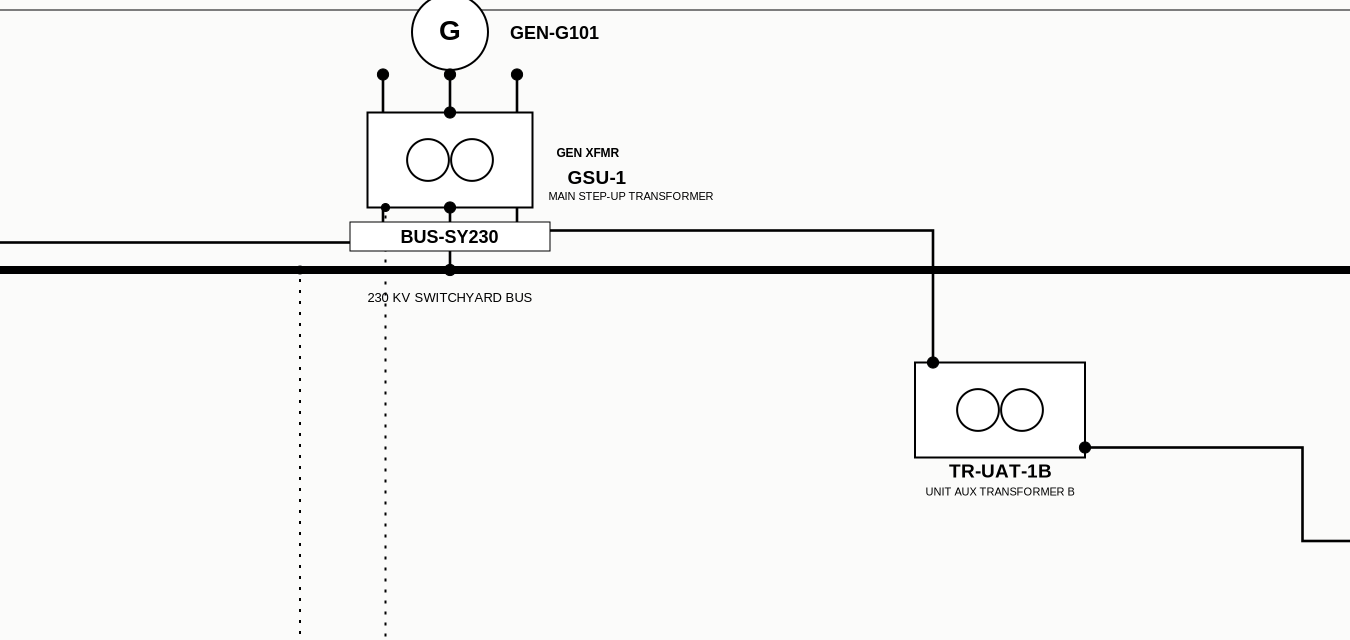 G
GEN-G101
GEN XFMR
GSU-1
MAIN STEP-UP TRANSFORMER
BUS-SY230
230 KV SWITCHYARD BUS
TR-UAT-1B
UNIT AUX TRANSFORMER B